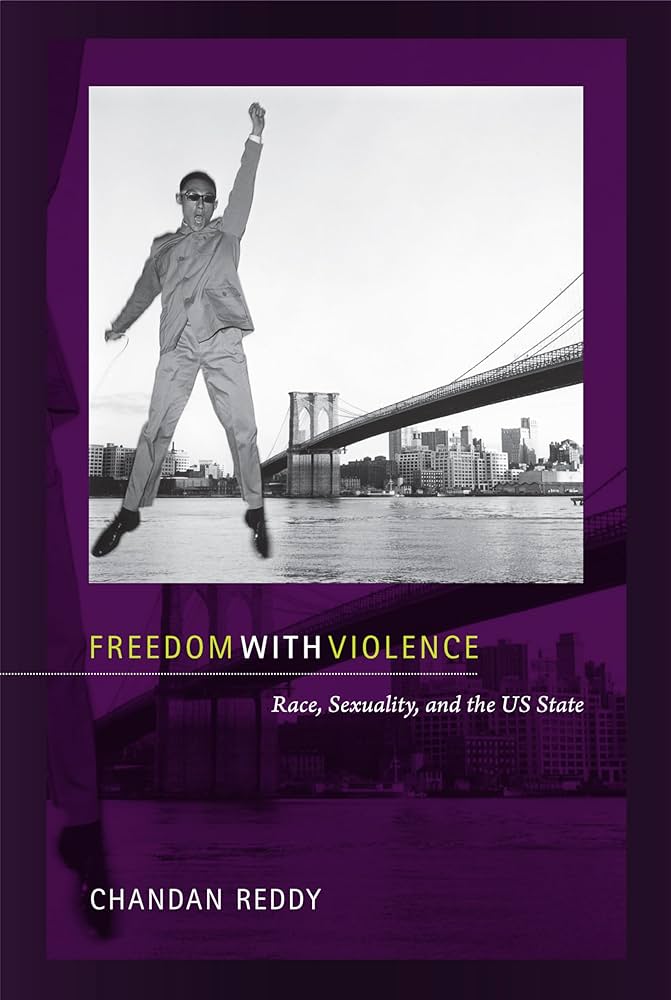 FREEDOM WITH VIOLENCE
Race, Sexuality, and the US State
CHANDAN REDDY